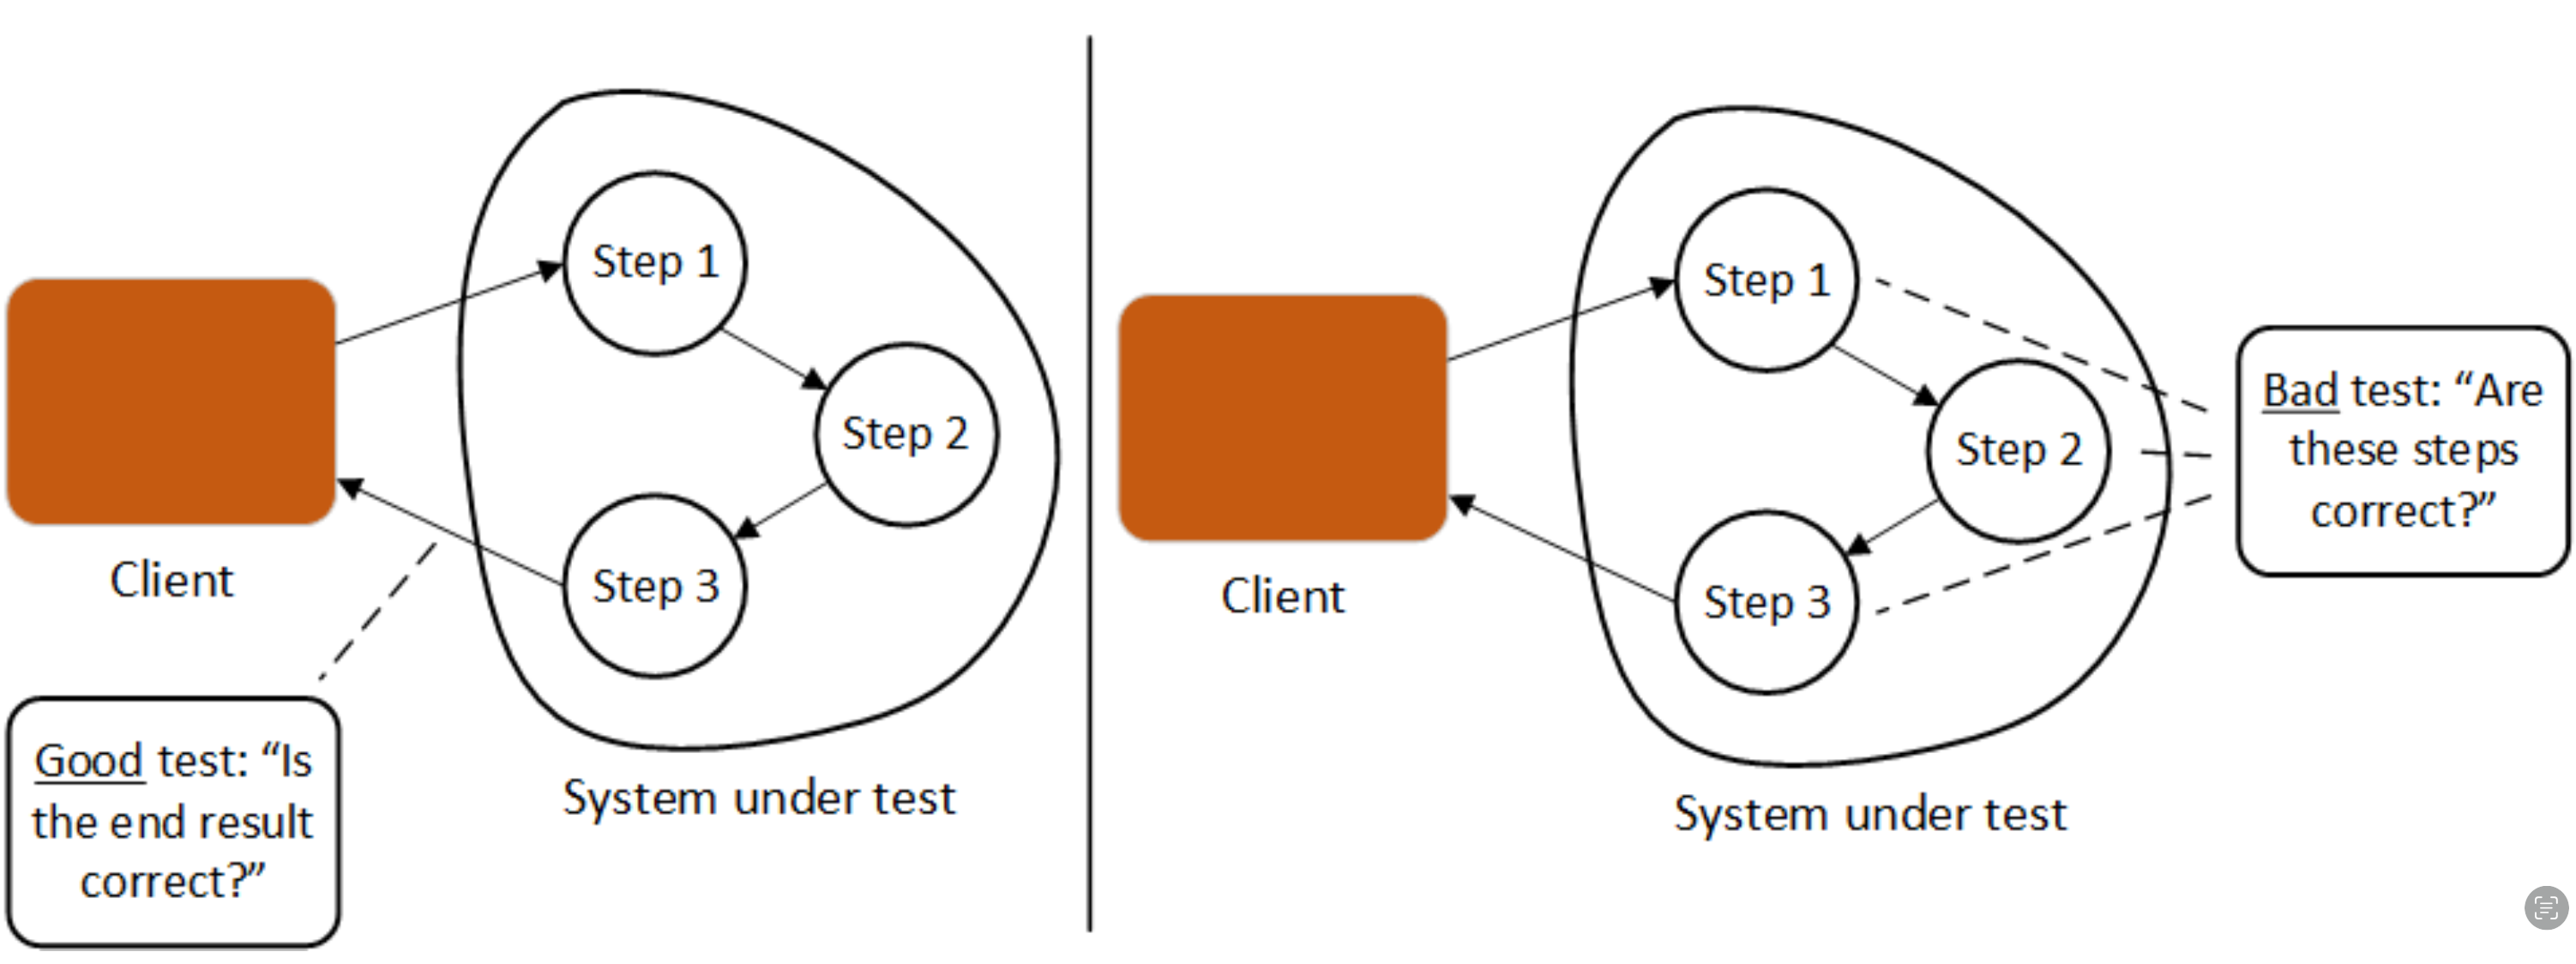 Step 1
Step 2
Step 3
Client
System under test
Good test: “Is
the end result
correct?”
Step 1
Step 2
Step 3
Client
System under test
Bad test: “Are
these steps
correct?”